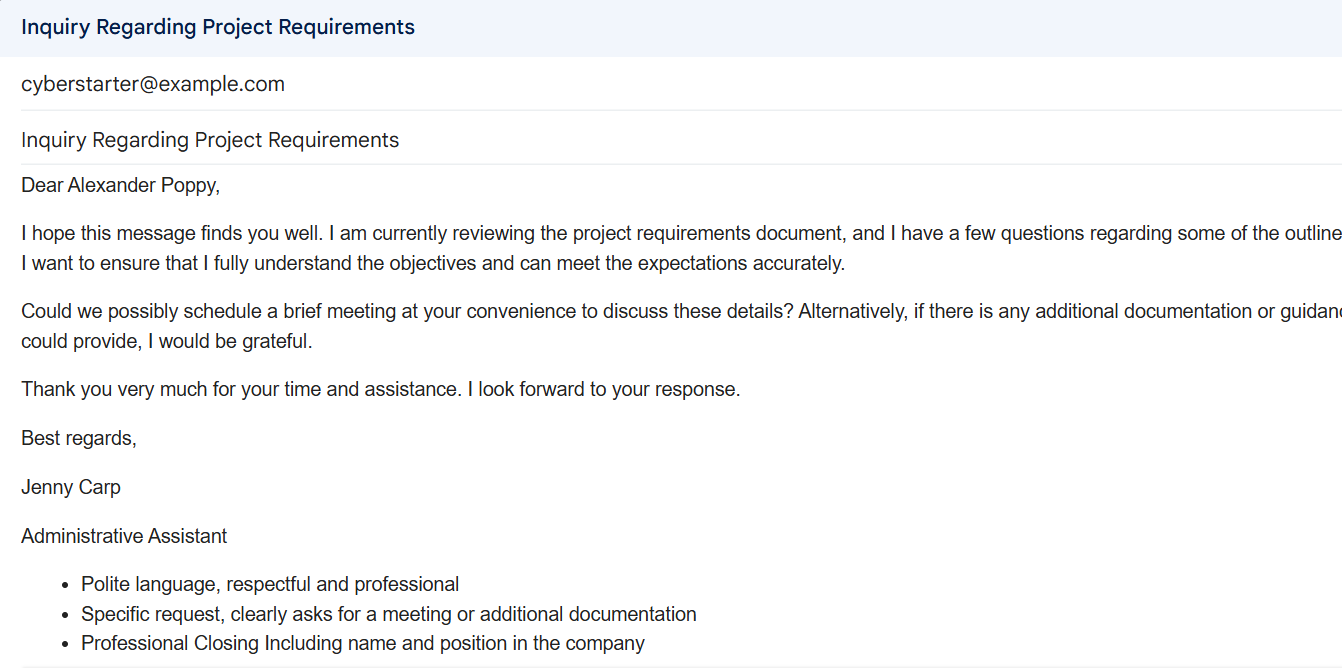 Inquiry Regarding Project Requirements
cyberstarter@example.com
Inquiry Regarding Project Requirements
Dear Alexander Poppy,
I hope this message finds you well. I am currently reviewing the project requirements document, and I have a few questions regarding some of the outline
I want to ensure that I fully understand the objectives and can meet the expectations accurately.
Could we possibly schedule a brief meeting at your convenience to discuss these details? Alternatively, if there is any additional documentation or
could provide, I would be grateful.
Thank you very much for your time and assistance. I look forward to your response.
Best regards,
Jenny Carp
Administrative Assistant
• Polite language, respectful and professional
• Specific request, clearly asks for a meeting or additional documentation
• Professional Closing Including name and position in the company